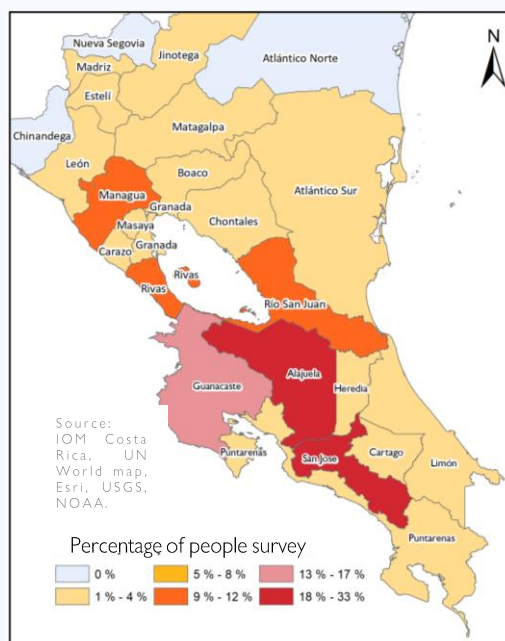 N
Nueva Segovia
Jinotega
Atlántico Norte
Madriz
Estelí
Chinandega
Matagalpa
León
Boaco
Managua
Atlántico Sur
Granada
Chontales
Masaya
Granada
Carazo
Rivas
Rivas
Río San Juan
Guanacaste
Alajuela
Heredia
Source:
IOM Costa
Rica, UN
World map,
Esri, USGS,
NOAA.
Puntarenas
San Jose
Cartago
Limón
Puntarenas
Percentage of people survey
0 % 5 % - 8 % 13 % - 17 %
1 % - 4 % 9 % - 12 % 18 % - 33 %